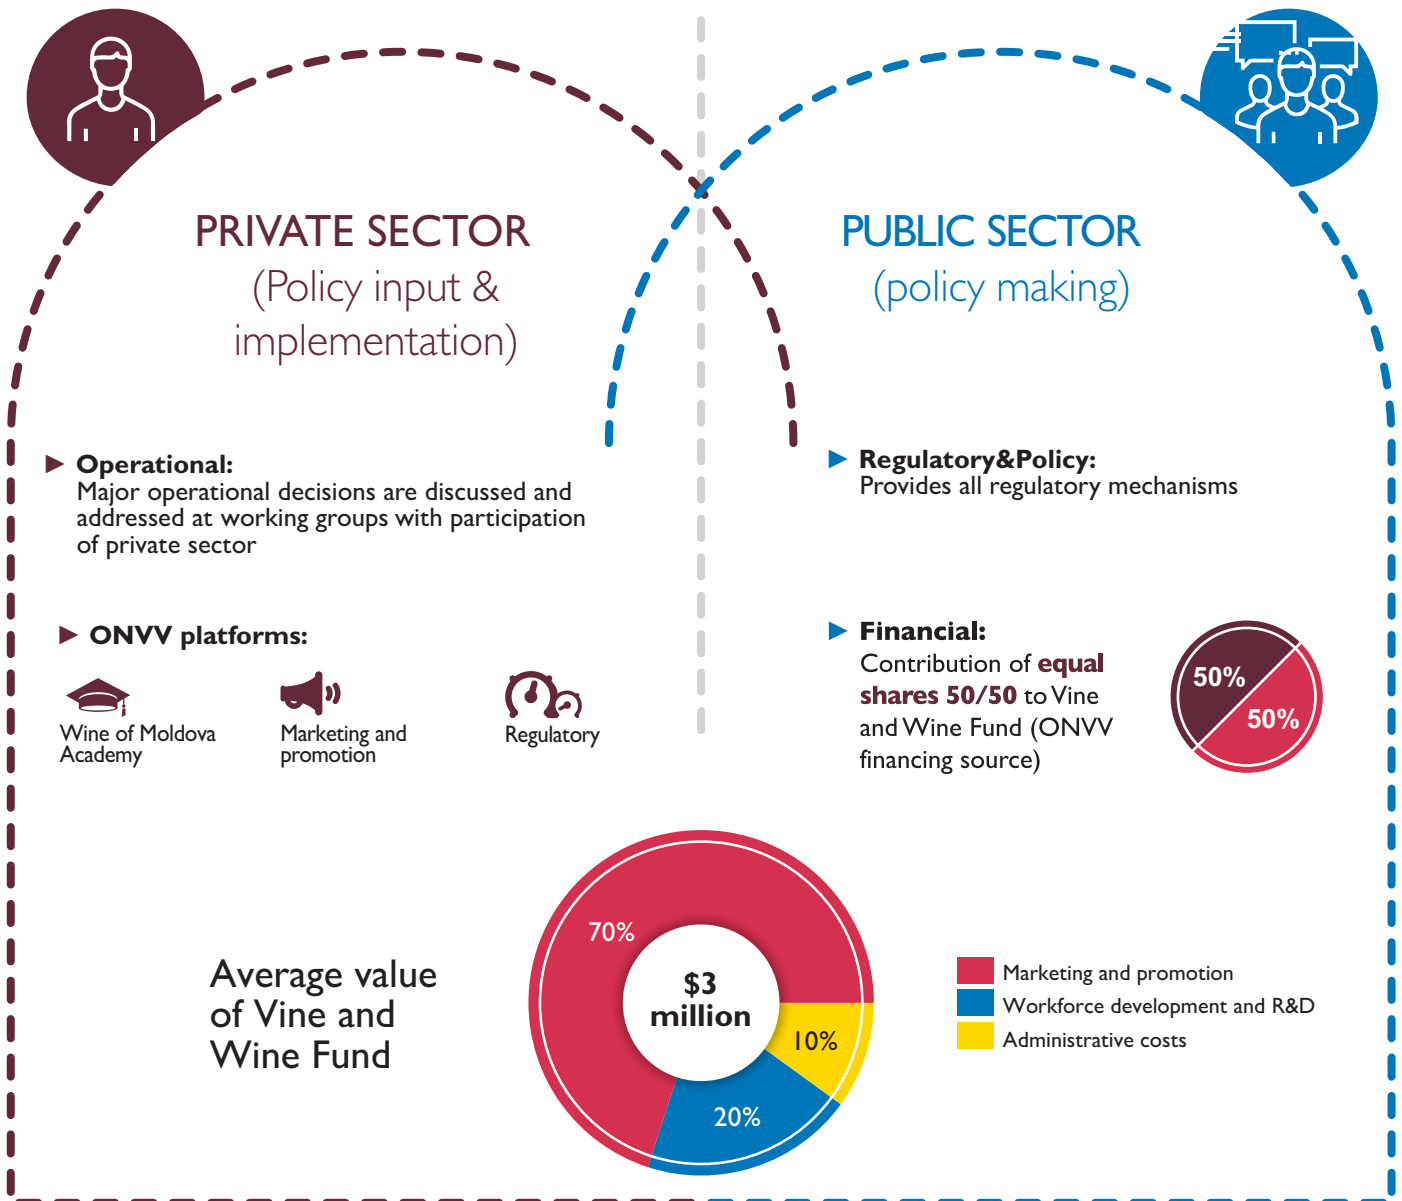 PRIVATE SECTOR
(Policy input &
implementation)
► Operational:
Major operational decisions are discussed and
addressed at working groups with participation
of private sector
► ONVV platforms:
Wine of Moldova
Academy
Marketing and
promotion
Regulatory
PUBLIC SECTOR
(policy making)
► Regulatory&Policy:
Provides all regulatory mechanisms
► Financial:
Contribution of equal
shares 50/50 to Vine
and Wine Fund (ONVV
financing source)
50%
50%
Average value
of Vine and
Wine Fund
70%
$3
million
10%
20%
Marketing and promotion
Workforce development and R&D
Administrative costs